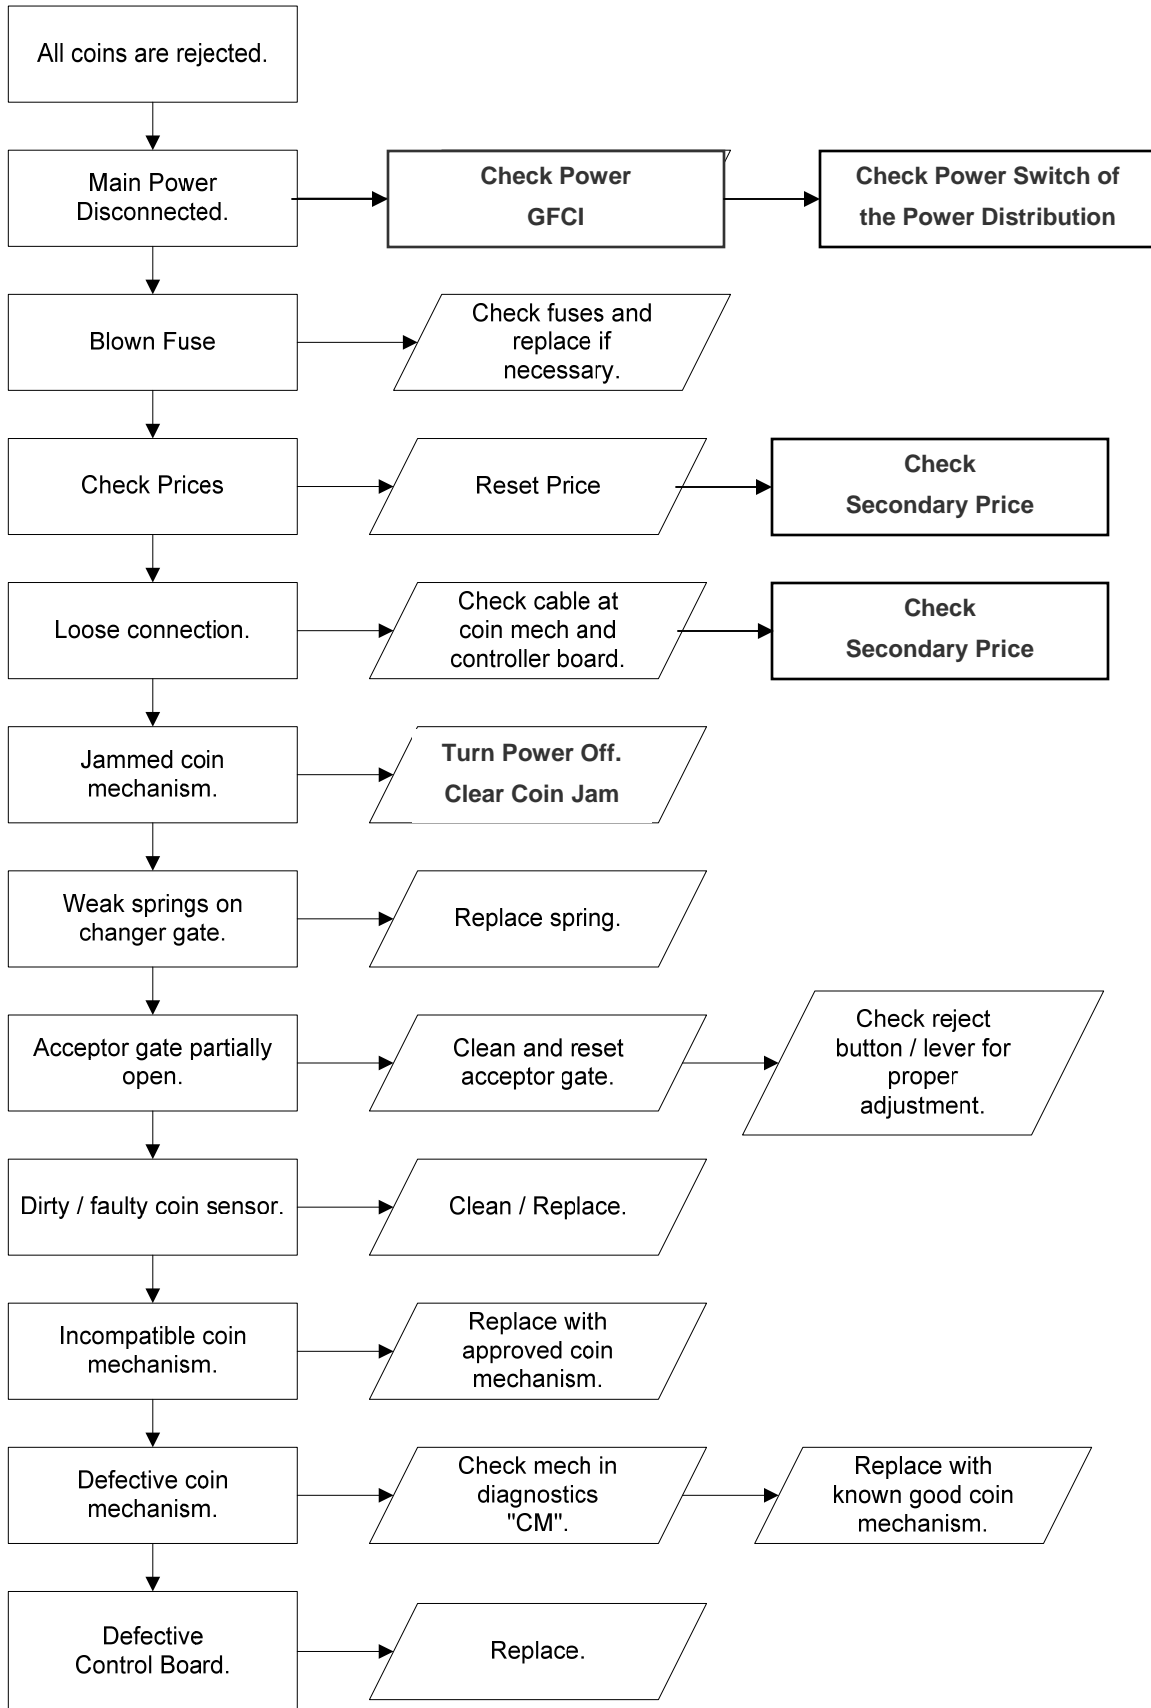 All coins are rejected.
Main Power
Disconnected.
Check Power
GFCI
Check Power Switch of
the Power Distribution
Blown Fuse
Check fuses and
replace if
necessary.
Check Prices
Reset Price
Check
Secondary Price
Loose connection.
Check cable at
coin mech and
controller board.
Check
Secondary Price
Jammed coin
mechanism.
Turn Power Off.
Clear Coin Jam
Weak springs on
changer gate.
Replace spring.
Acceptor gate partially
open.
Clean and reset
acceptor gate.
Check reject
button / lever for
proper
adjustment.
Dirty / faulty coin sensor.
Clean / Replace.
Incompatible coin
mechanism.
Replace with
approved coin
mechanism.
Defective coin
mechanism.
Check mech in
diagnostics
"CM".
Replace with
known good coin
mechanism.
Defective
Control Board.
Replace.